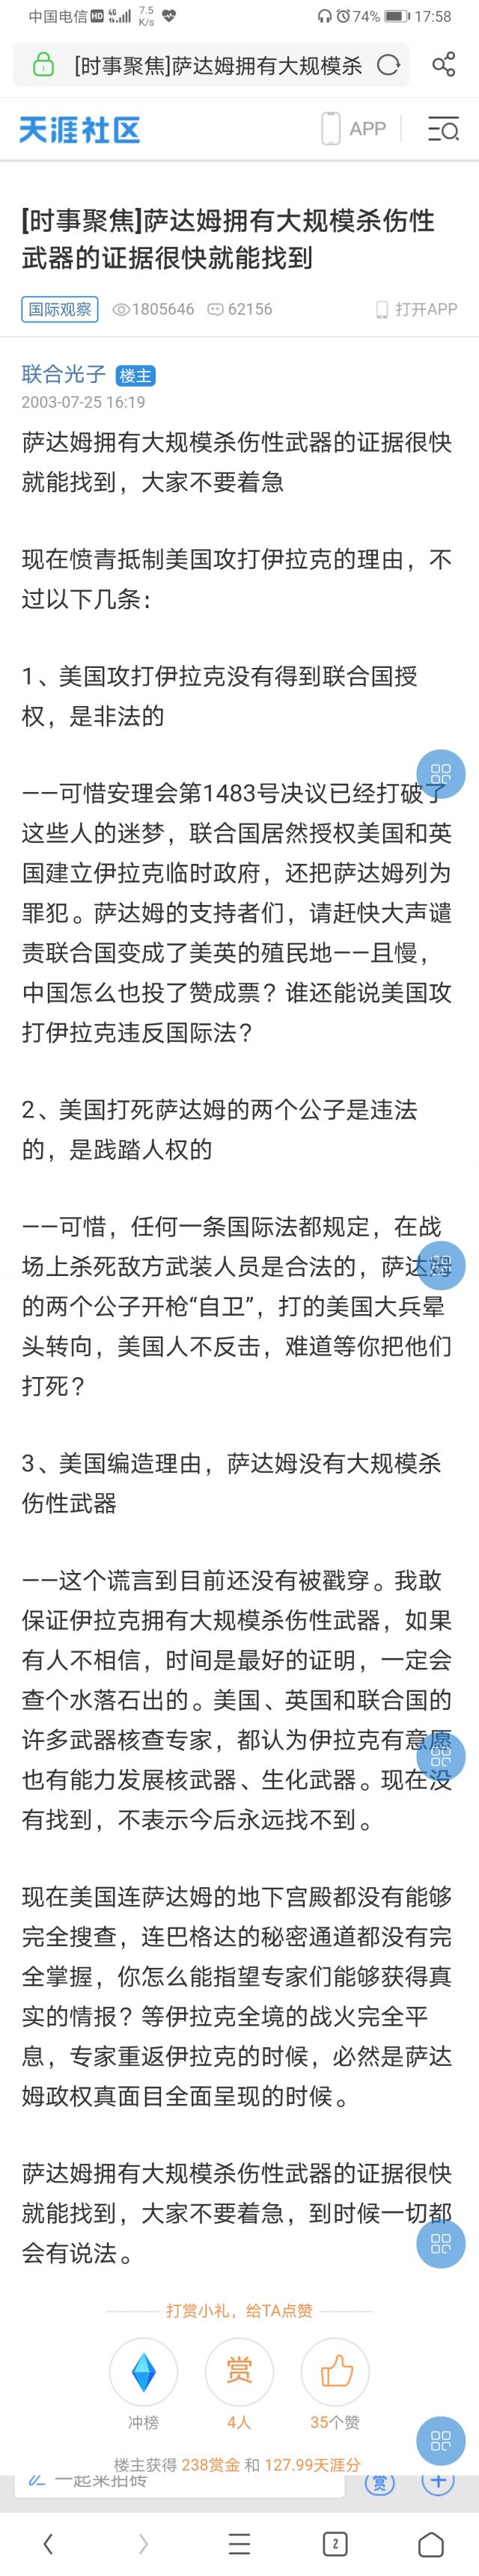 中国电信 HD 4G 7.5 K/s 74% 17:58
[时事聚焦]萨达姆拥有大规模杀
天涯社区 APP
[时事聚焦]萨达姆拥有大规模杀伤性
武器的证据很快就能找到
国际观察 1805646 62156 打开APP
联合光子 楼主
2003-07-25 16:19
萨达姆拥有大规模杀伤性武器的证据很快
就能找到，大家不要着急
现在愤青抵制美国攻打伊拉克的理由，不
过以下几条：
1、美国攻打伊拉克没有得到联合国授
权，是非法的
——可惜安理会第1483号决议已经打破了
这些人的迷梦，联合国居然授权美国和英
国建立伊拉克临时政府，还把萨达姆列为
罪犯。萨达姆的支持者们，请赶快大声谴
责联合国变成了美英的殖民地——且慢，
中国怎么也投了赞成票？谁还能说美国攻
打伊拉克违反国际法？
2、美国打死萨达姆的两个公子是违法
的，是践踏人权的
——可惜，任何一条国际法都规定，在战
场上杀死敌方武装人员是合法的，萨达姆
的两个公子开枪“自卫”，打的美国大兵晕
头转向，美国人不反击，难道等你把他们
打死？
3、美国编造理由，萨达姆没有大规模杀
伤性武器
——这个谎言到目前还没有被戳穿。我敢
保证伊拉克拥有大规模杀伤性武器，如果
有人不相信，时间是最好的证明，一定会
查个水落石出的。美国、英国和联合国的
许多武器核查专家，都认为伊拉克有意愿
也有能力发展核武器、生化武器。现在没
有找到，不表示今后永远找不到。
现在美国连萨达姆的地下宫殿都没有能够
完全搜查，连巴格达的秘密通道都没有完
全掌握，你怎么能指望专家们能够获得真
实的情报？等伊拉克全境的战火完全平
息，专家重返伊拉克的时候，必然是萨达
姆政权真面目全面呈现的时候。
萨达姆拥有大规模杀伤性武器的证据很快
就能找到，大家不要着急，到时候一切都
会有说法。
打赏小礼，给TA点赞
赏
冲榜 4人 35个赞
楼主获得 238赏金 和 127.99天涯分
一起来拍砖 赏
2